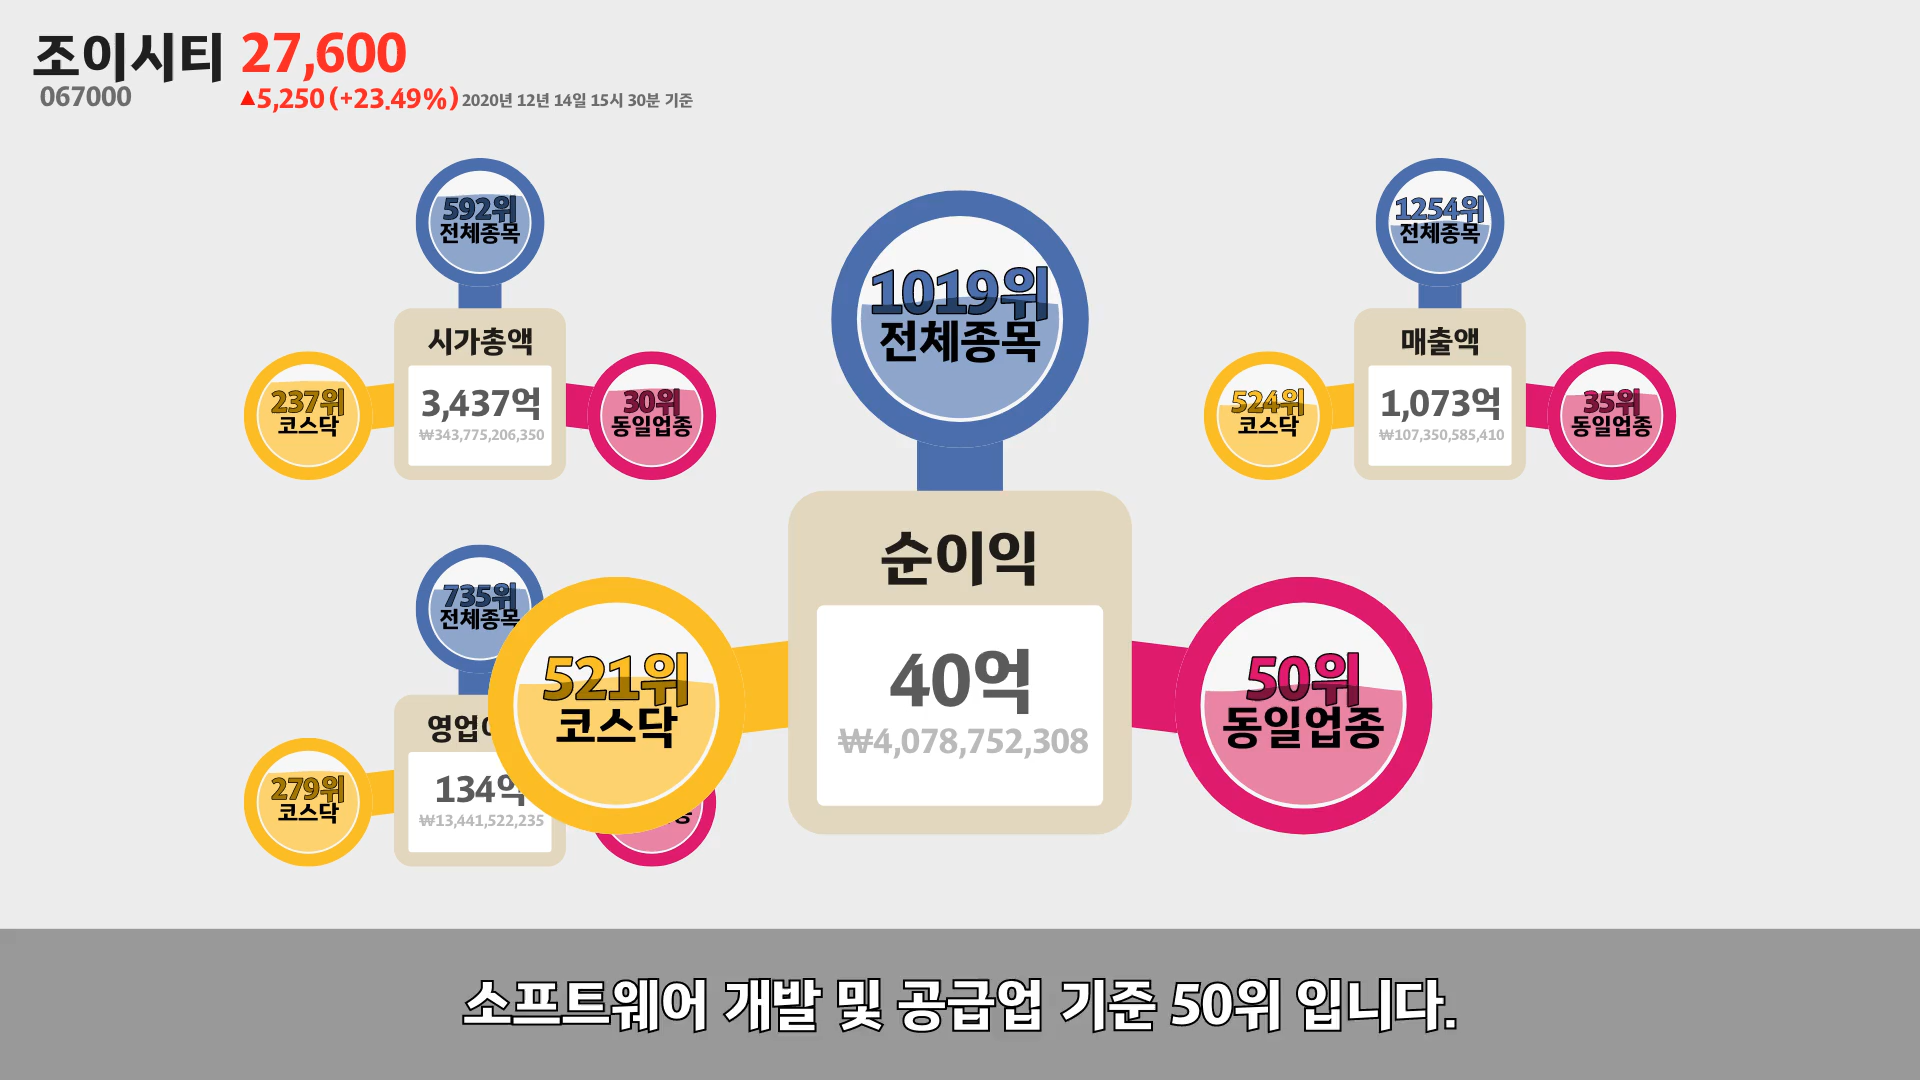 조이시티 27,600
067000
▲5,250 (+23.49%) 2020년 12년 14일 15시 30분 기준
592위
전체종목
시가총액
237위
코스닥
3,437억
₩343,775,206,350
30위
동일업종
1254위
전체종목
매출액
524위
코스닥
1,073억
₩107,350,585,410
35위
동일업종
735위
전체종목
영업
279위
코스닥
134억
₩13,441,522,235
1019위
전체종목
순이익
521위
코스닥
40억
₩4,078,752,308
50위
동일업종
소프트웨어 개발 및 공급업 기준 50위 입니다.